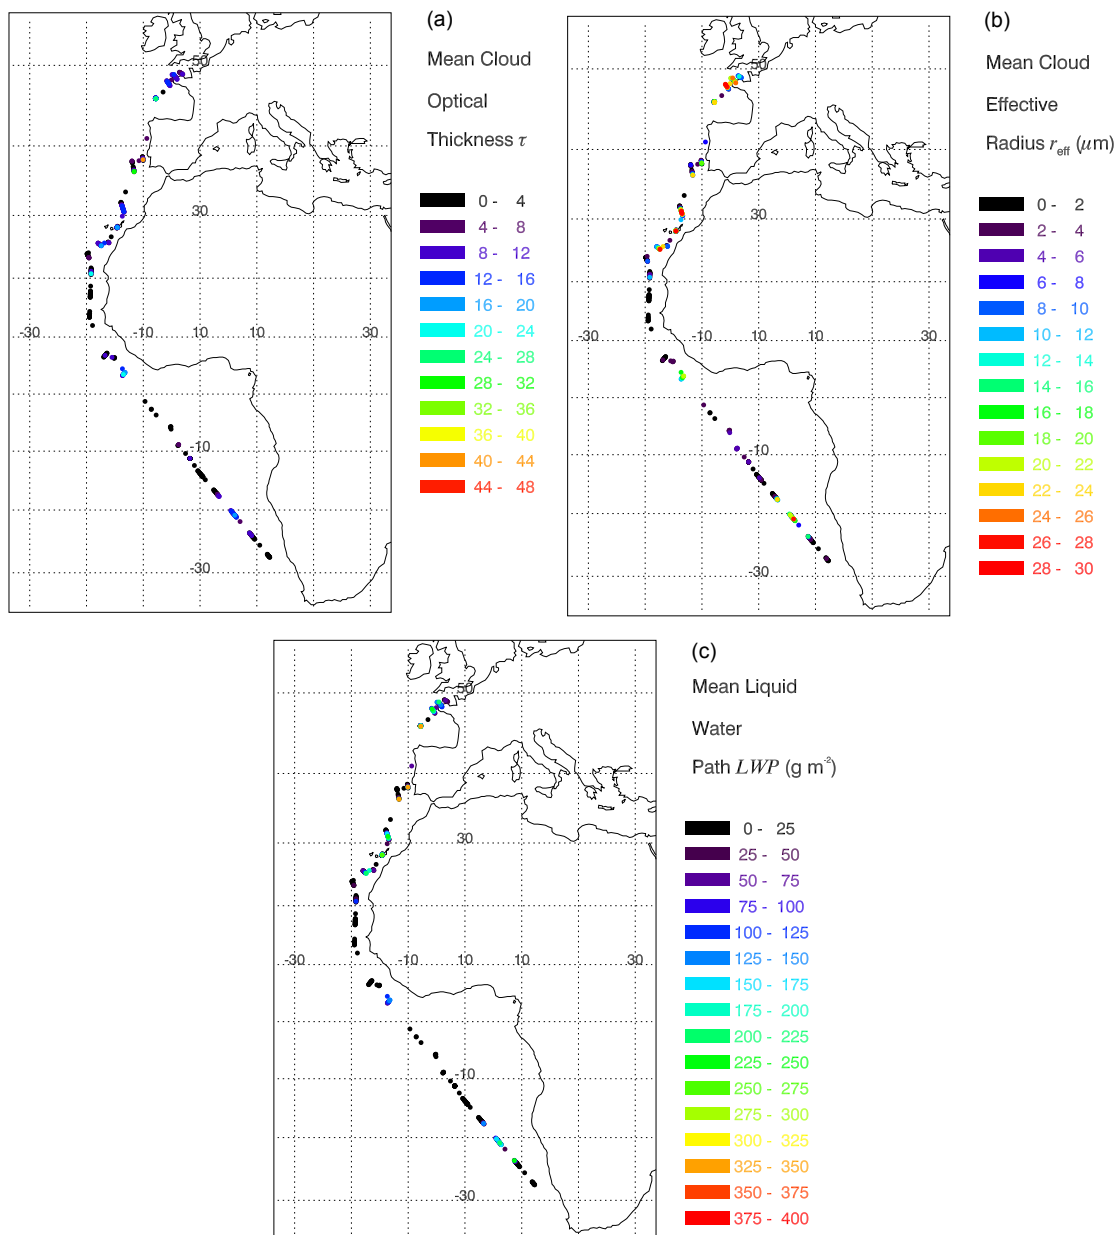 (a)
Mean Cloud
Optical
Thickness τ
0 - 4
4 - 8
8 - 12
12 - 16
16 - 20
20 - 24
24 - 28
28 - 32
32 - 36
36 - 40
40 - 44
44 - 48
50
30
-30 -10 10 30
-10
-30
(b)
Mean Cloud
Effective
Radius r_eff (μm)
0 - 2
2 - 4
4 - 6
6 - 8
8 - 10
10 - 12
12 - 14
14 - 16
16 - 18
18 - 20
20 - 22
22 - 24
24 - 26
26 - 28
28 - 30
50
30
-30 -10 10 30
-10
-30
(c)
Mean Liquid
Water
Path LWP (g m⁻²)
0 - 25
25 - 50
50 - 75
75 - 100
100 - 125
125 - 150
150 - 175
175 - 200
200 - 225
225 - 250
250 - 275
275 - 300
300 - 325
325 - 350
350 - 375
375 - 400
50
30
-30 -10 10 30
-10
-30